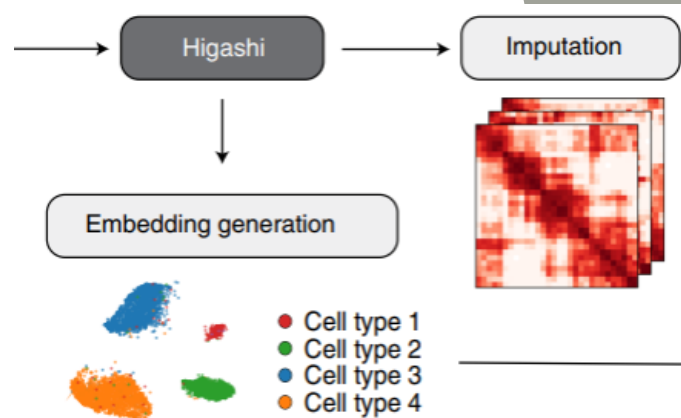 Higashi
Imputation
Embedding generation
Cell type 1
Cell type 2
Cell type 3
Cell type 4